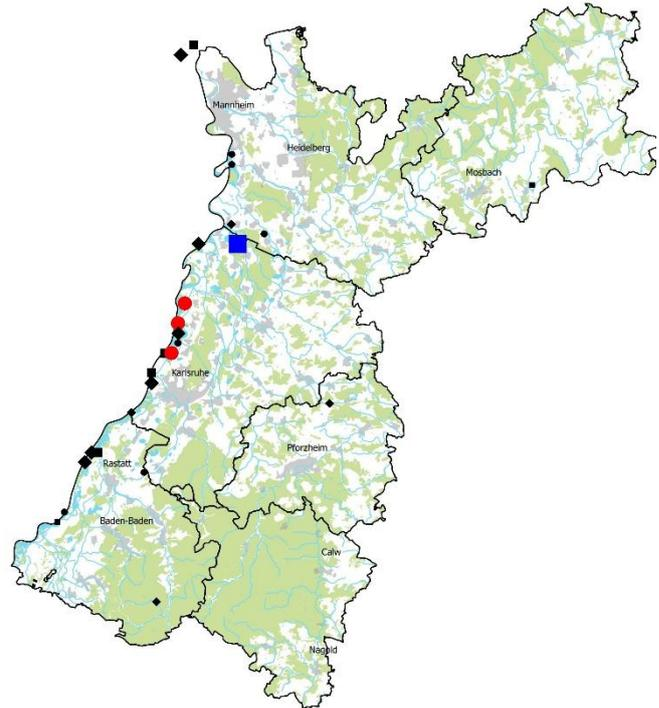 Mannheim
Heidelberg
Mosbach
Karlsruhe
Pforzheim
Rastatt
Baden-Baden
Calw
Nagold